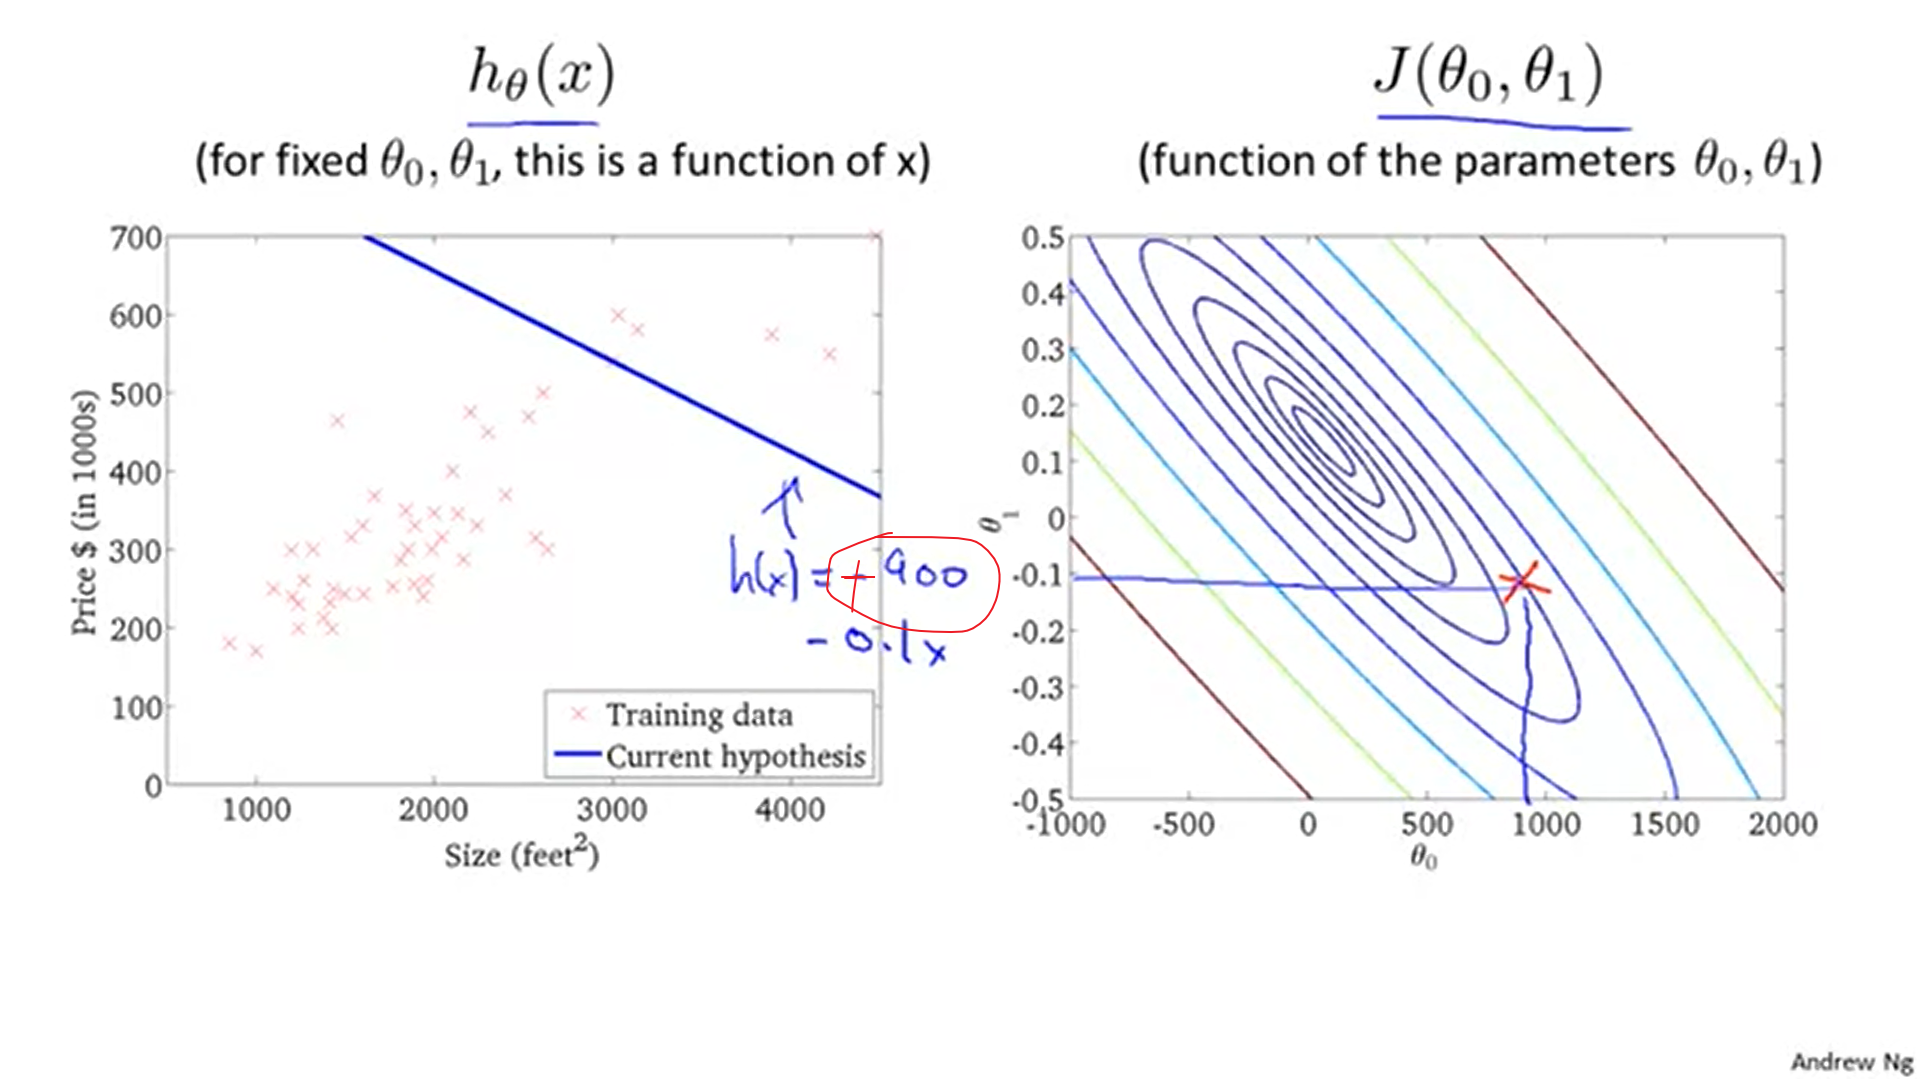 h_θ(x)
(for fixed θ₀, θ₁, this is a function of x)
700
600
500
400
300
200
100
0
Price $ (in 1000s)
1000 2000 3000 4000
Size (feet²)
h(x) = + 900
- 0.1x
Training data
Current hypothesis
J(θ₀, θ₁)
(function of the parameters θ₀, θ₁)
0.5
0.4
0.3
0.2
0.1
0
-0.1
-0.2
-0.3
-0.4
-0.5
θ₁
-1000 -500 0 500 1000 1500 2000
θ₀
Andrew Ng